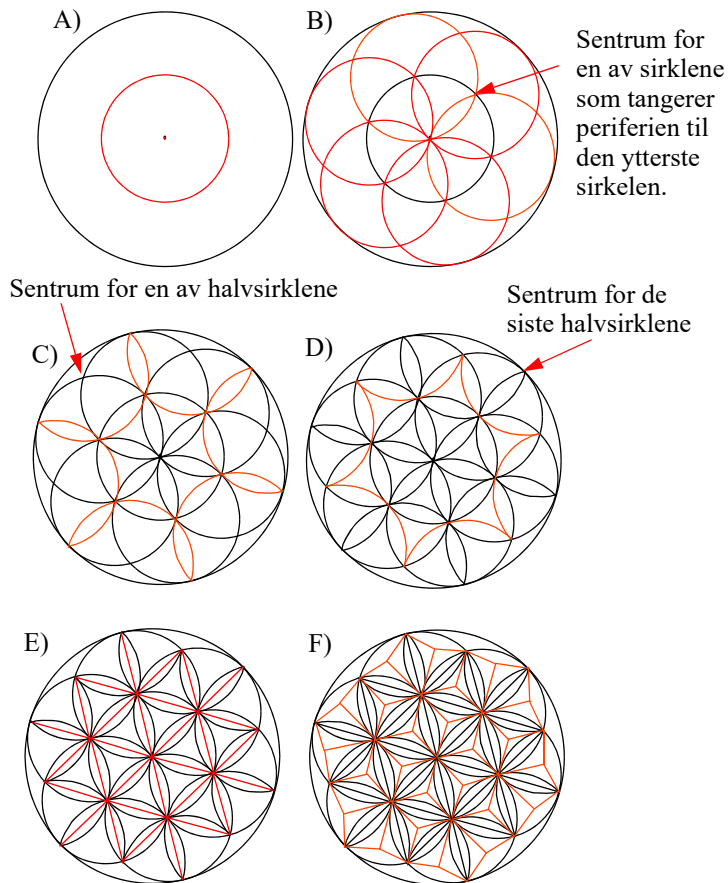 A)
B)
Sentrum for
en av sirklene
som tangerer
periferien til
den ytterste
sirkelen.
Sentrum for en av halvsirklene
Sentrum for de
siste halvsirklene
C)
D)
E)
F)